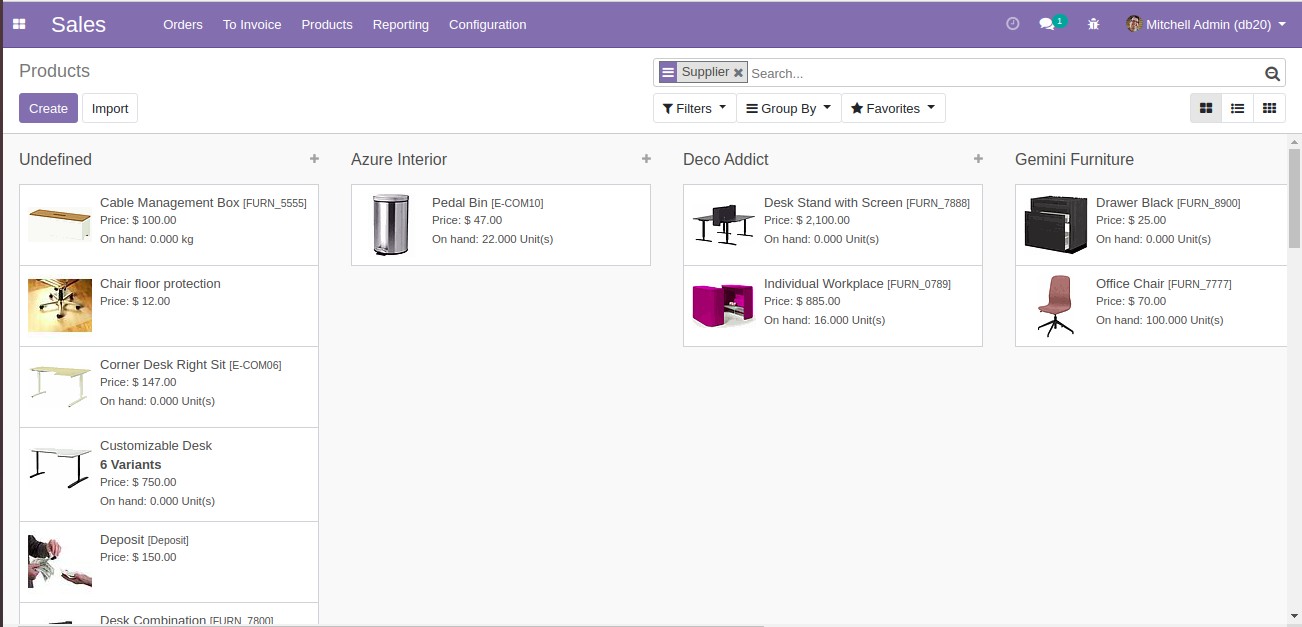 Sales
Orders
To Invoice
Products
Reporting
Configuration
1
Mitchell Admin (db20)
Products
Supplier
Search...
Create
Import
Filters
Group By
Favorites
Undefined
Cable Management Box [FURN_5555]
Price: $ 100.00
On hand: 0.000 kg
Chair floor protection
Price: $ 12.00
Corner Desk Right Sit [E-COM06]
Price: $ 147.00
On hand: 0.000 Unit(s)
Customizable Desk
6 Variants
Price: $ 750.00
On hand: 0.000 Unit(s)
Deposit [Deposit]
Price: $ 150.00
Desk Combination [FURN_7800]
Azure Interior
Pedal Bin [E-COM10]
Price: $ 47.00
On hand: 22.000 Unit(s)
Deco Addict
Desk Stand with Screen [FURN_7888]
Price: $ 2,100.00
On hand: 0.000 Unit(s)
Individual Workplace [FURN_0789]
Price: $ 885.00
On hand: 16.000 Unit(s)
Gemini Furniture
Drawer Black [FURN_8900]
Price: $ 25.00
On hand: 0.000 Unit(s)
Office Chair [FURN_7777]
Price: $ 70.00
On hand: 100.000 Unit(s)